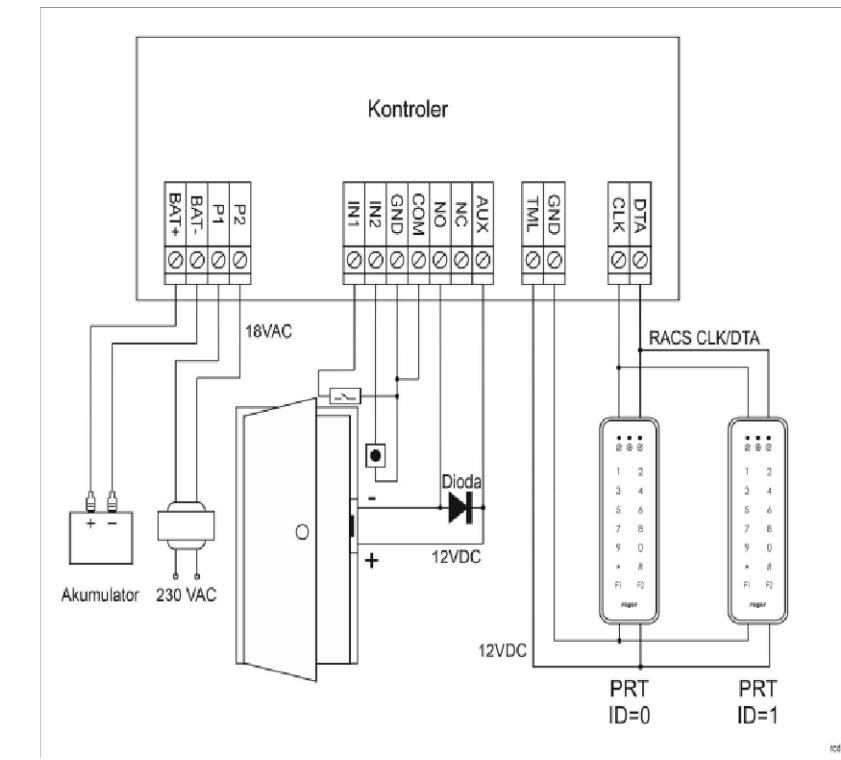 Kontroler
BAT+ BAT- P1 P2
IN1 IN2 GND COM NO NC AUX
TML GND
CLK DTA
18VAC
RACS CLK/DTA
Dioda
-
+
12VDC
+ -
Akumulator
230 VAC
1 2
3 4
5 6
7 8
9 0
* #
F1 F2
roger
1 2
3 4
5 6
7 8
9 0
* #
F1 F2
roger
12VDC
PRT
ID=0
PRT
ID=1